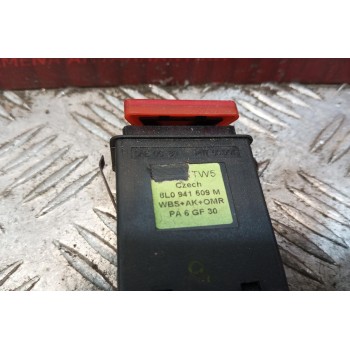 TW5
Czech
8L0 941 509 M
WBS+AK+OMR
PA 6 GF 30